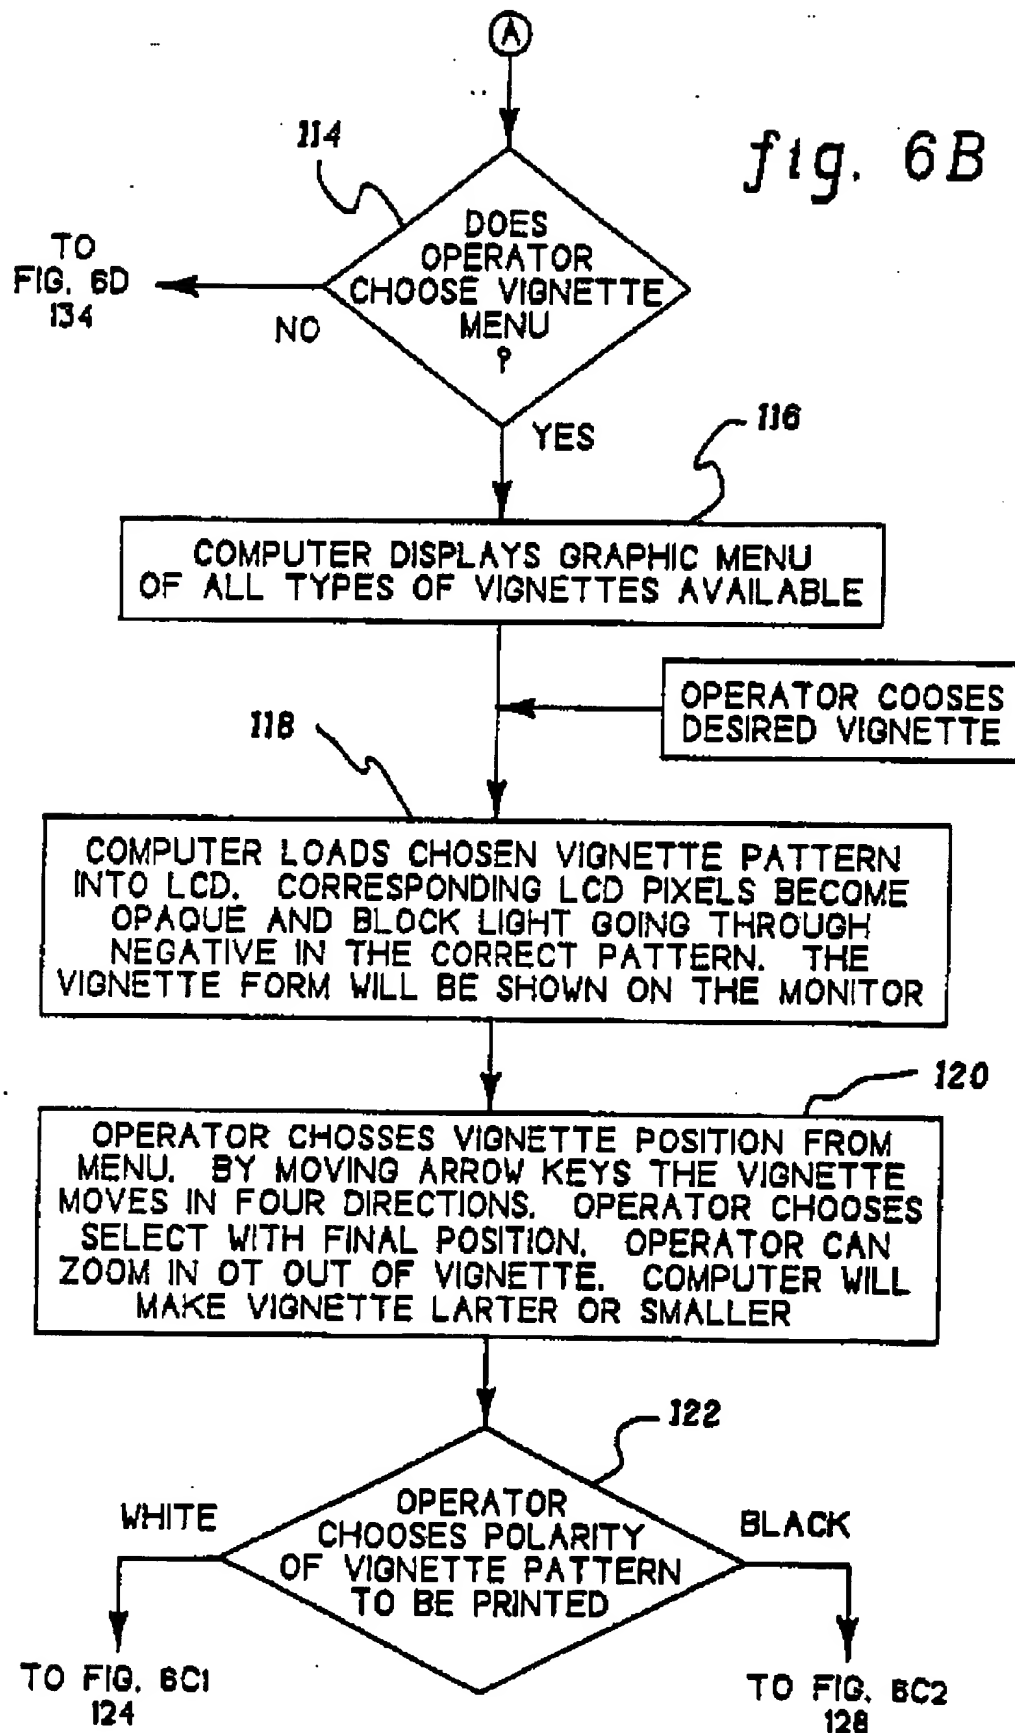 A
fig. 6B
114
DOES
OPERATOR
CHOOSE VIGNETTE
MENU
?
TO
FIG. 6D
134
NO
YES
116
COMPUTER DISPLAYS GRAPHIC MENU
OF ALL TYPES OF VIGNETTES AVAILABLE
OPERATOR COOSES
DESIRED VIGNETTE
118
COMPUTER LOADS CHOSEN VIGNETTE PATTERN
INTO LCD. CORRESPONDING LCD PIXELS BECOME
OPAQUE AND BLOCK LIGHT GOING THROUGH
NEGATIVE IN THE CORRECT PATTERN. THE
VIGNETTE FORM WILL BE SHOWN ON THE MONITOR
120
OPERATOR CHOSSES VIGNETTE POSITION FROM
MENU. BY MOVING ARROW KEYS THE VIGNETTE
MOVES IN FOUR DIRECTIONS. OPERATOR CHOOSES
SELECT WITH FINAL POSITION. OPERATOR CAN
ZOOM IN OT OUT OF VIGNETTE. COMPUTER WILL
MAKE VIGNETTE LARTER OR SMALLER
122
OPERATOR
CHOOSES POLARITY
OF VIGNETTE PATTERN
TO BE PRINTED
WHITE
BLACK
TO FIG. 6C1
124
TO FIG. 6C2
128